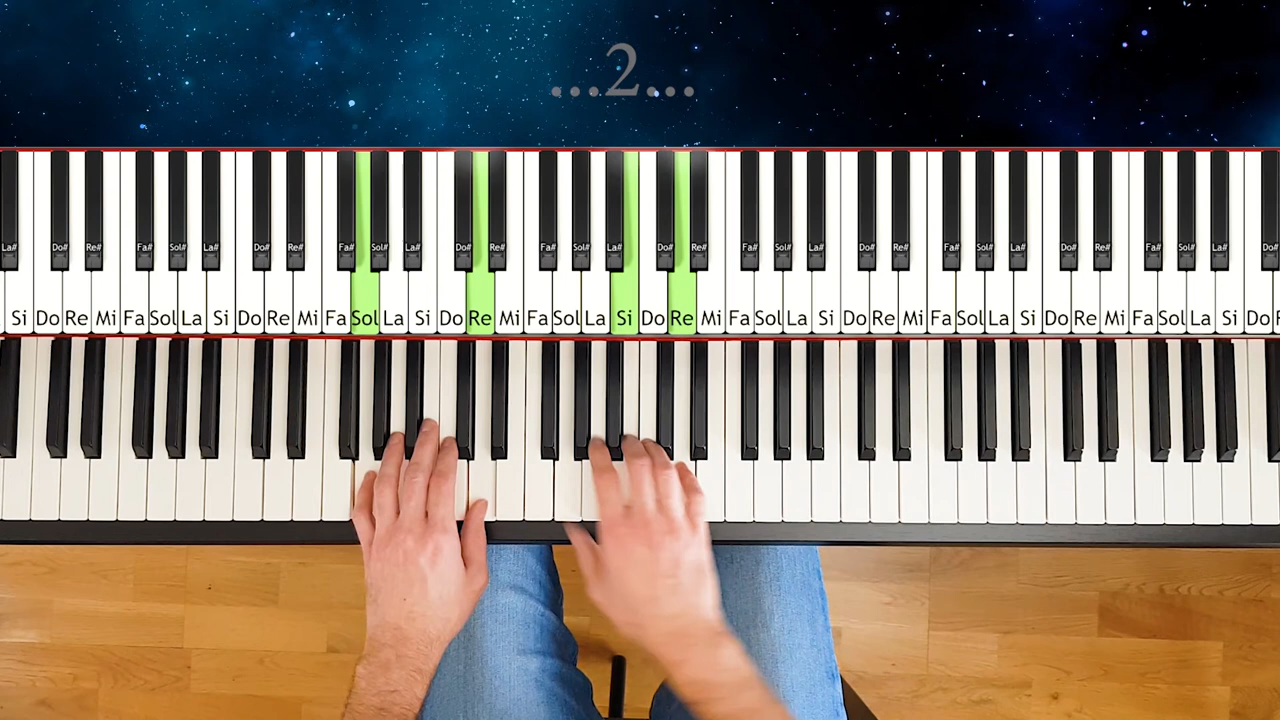 ...2...
La# Do# Re# Fa# Sol# La# Do# Re# Fa# Sol# La# Do# Re# Fa# Sol# La# Do# Re# Fa# Sol# La# Do# Re# Fa# Sol# La# Do# Re# Fa# Sol# La# Do#
Si Do Re Mi Fa Sol La Si Do Re Mi Fa Sol La Si Do Re Mi Fa Sol La Si Do Re Mi Fa Sol La Si Do Re Mi Fa Sol La Si Do Re Mi Fa Sol La Si Do